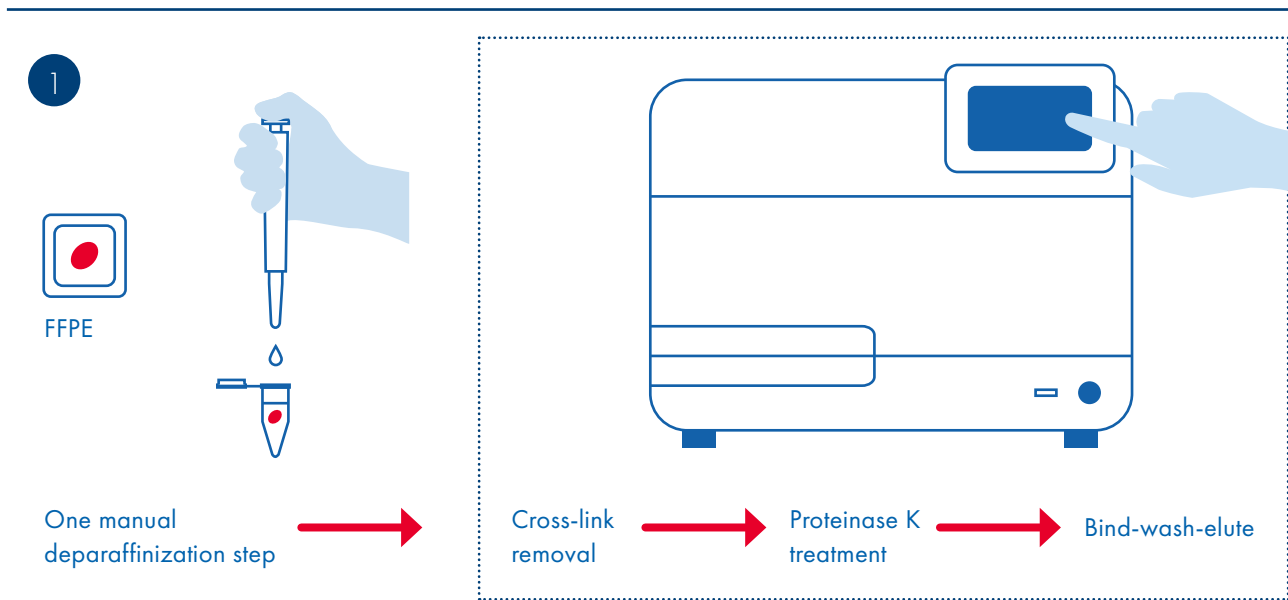 1
FFPE
One manual
deparaffinization step
Cross-link
removal
Proteinase K
treatment
Bind-wash-elute